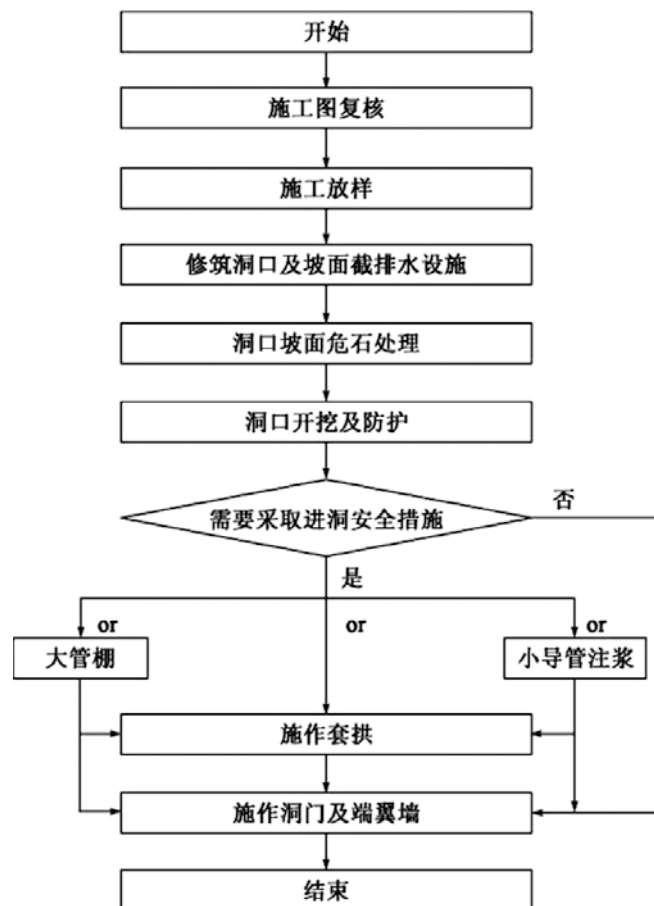 开始
施工图复核
施工放样
修筑洞口及坡面截排水设施
洞口坡面危石处理
洞口开挖及防护
需要采取进洞安全措施
否
是
or
or
or
大管棚
小导管注浆
施作套拱
施作洞门及端翼墙
结束